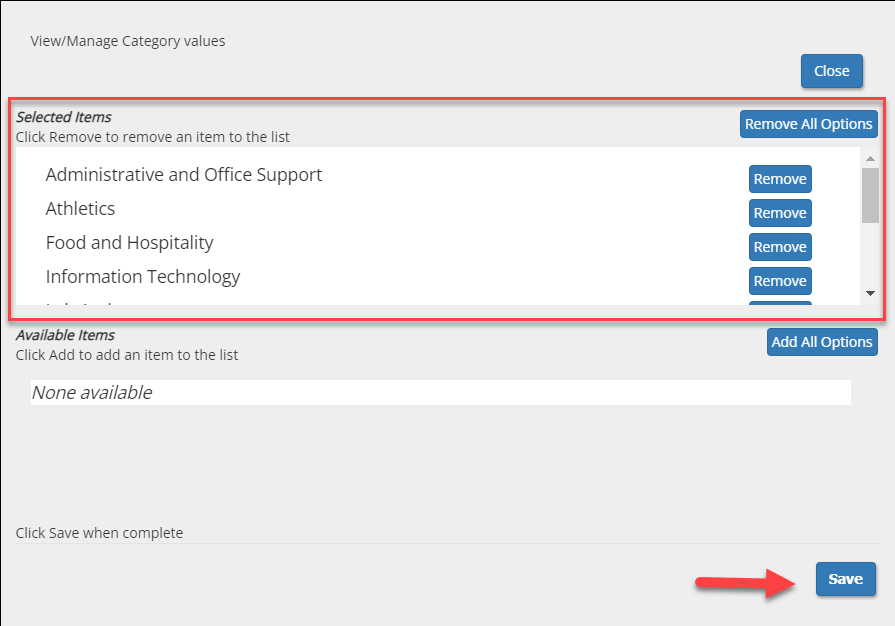 View/Manage Category values
Close
Selected Items
Remove All Options
Click Remove to remove an item to the list
Administrative and Office Support
Remove
Athletics
Remove
Food and Hospitality
Remove
Information Technology
Remove
Available Items
Add All Options
Click Add to add an item to the list
None available
Click Save when complete
Save